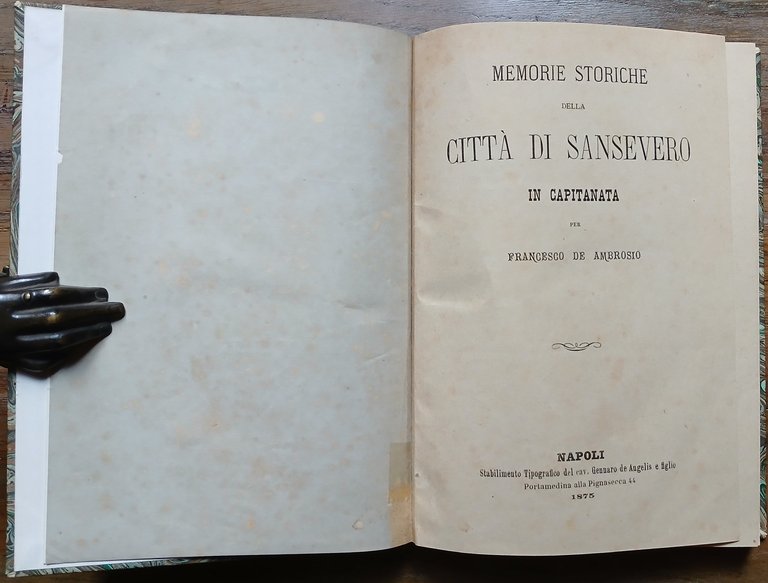 MEMORIE STORICHE
DELLA
CITTÀ DI SANSEVERO
IN CAPITANATA
PER
FRANCESCO DE AMBROSIO
NAPOLI
Stabilimento Tipografico del cav. Gennaro de Angelis e figlio
Portamedina alla Pignasecca 44
1875